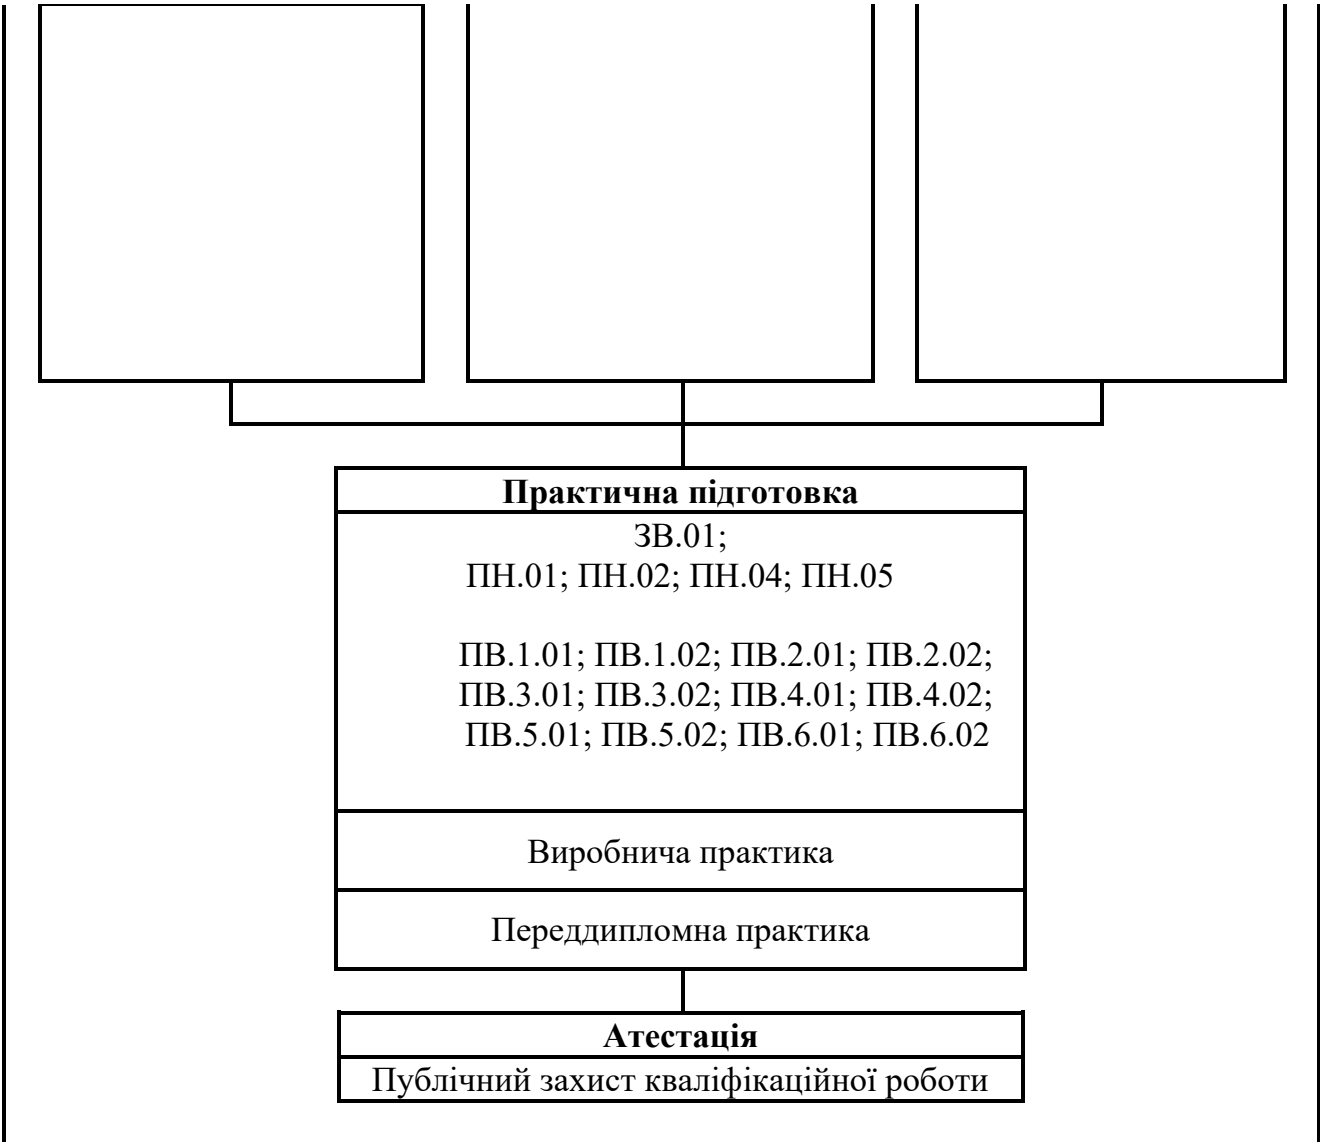 Практична підготовка
ЗВ.01;
ПН.01; ПН.02; ПН.04; ПН.05
ПВ.1.01; ПВ.1.02; ПВ.2.01; ПВ.2.02;
ПВ.3.01; ПВ.3.02; ПВ.4.01; ПВ.4.02;
ПВ.5.01; ПВ.5.02; ПВ.6.01; ПВ.6.02
Виробнича практика
Переддипломна практика
Атестація
Публічний захист кваліфікаційної роботи